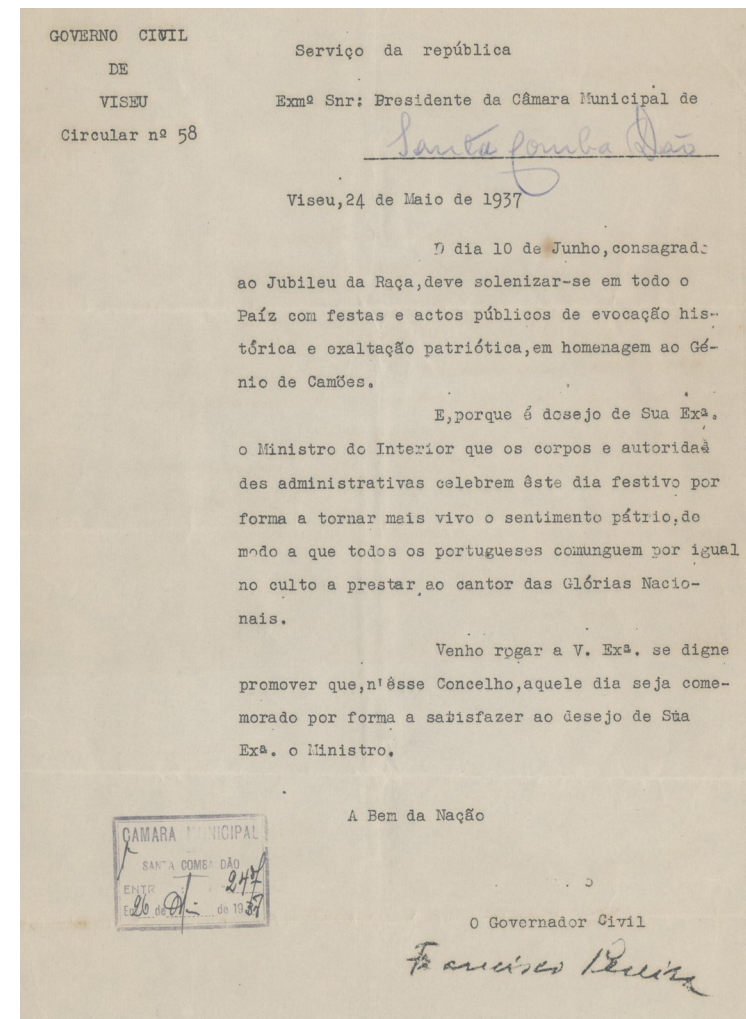 GOVERNO CIVIL
DE
VISEU
Circular nº 58
Serviço da república
Exmº Snr: Presidente da Câmara Municipal de
Santa Comba Dão
Viseu,24 de Maio de 1937
O dia 10 de Junho,consagrado
ao Jubileu da Raça,deve solenizar-se em todo o
Paíz com festas e actos públicos de evocação his-
tórica e exaltação patriótica,em homenagem ao Gé-
nio de Camões.
E,porque é desejo de Sua Exª.
o Ministro do Interior que os corpos e autorida
des administrativas celebrem êste dia festivo por
forma a tornar mais vivo o sentimento pátrio,de
modo a que todos os portugueses comunguem por igual
no culto a prestar ao cantor das Glórias Nacio-
nais.
Venho rogar a V. Exª. se digne
promover que,n'êsse Concelho,aquele dia seja come-
morado por forma a satisfazer ao desejo de Sua
Exª. o Ministro.
A Bem da Nação
CAMARA MUNICIPAL
SANTA COMBA DÃO
ENTR 247
Em 26 de de 1937
O Governador Civil
Francisco Pereira